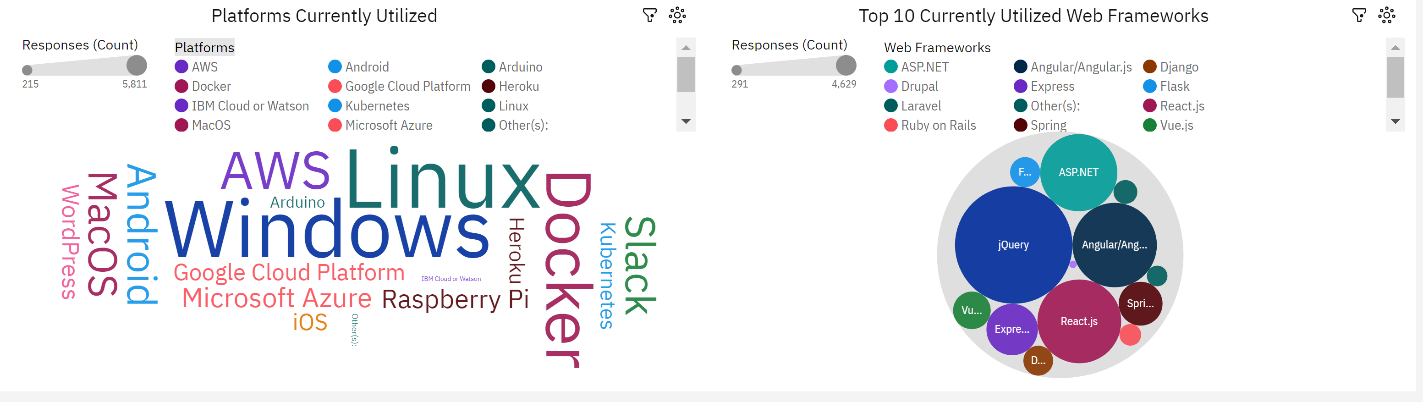 Platforms Currently Utilized
Responses (Count)
215 5,811
Platforms
AWS Android Arduino
Docker Google Cloud Platform Heroku
IBM Cloud or Watson Kubernetes Linux
MacOS Microsoft Azure Other(s):
WordPress
MacOS
Android
AWS
Arduino
Linux
Windows
Google Cloud Platform
IBM Cloud or Watson
Microsoft Azure
Raspberry Pi
iOS
Other(s):
Heroku
Docker
Kubernetes
Slack
Top 10 Currently Utilized Web Frameworks
Responses (Count)
291 4,629
Web Frameworks
ASP.NET Angular/Angular.js Django
Drupal Express Flask
Laravel Other(s): React.js
Ruby on Rails Spring Vue.js
F...
ASP.NET
jQuery
Angular/Ang...
Vu...
Expre...
React.js
Spri...
D...